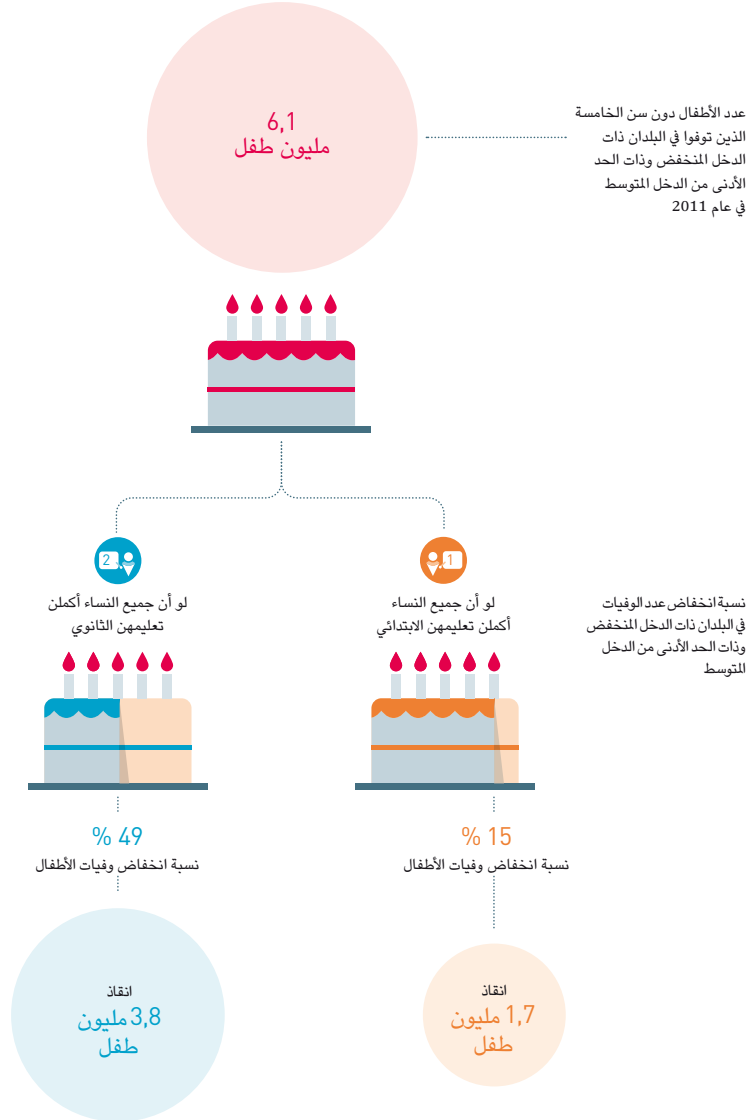 6,1
مليون طفل
عدد الأطفال دون سن الخامسة
الذين توفوا في البلدان ذات
الدخل المنخفض وذات الحد
الأدنى من الدخل المتوسط
في عام 2011
1
لو أن جميع النساء
أكملن تعليمهن الابتدائي
2
لو أن جميع النساء أكملن
تعليمهن الثانوي
نسبة انخفاض عدد الوفيات
في البلدان ذات الدخل المنخفض
وذات الحد الأدنى من الدخل
المتوسط
% 15
نسبة انخفاض وفيات الأطفال
% 49
نسبة انخفاض وفيات الأطفال
انقاذ
1,7 مليون
طفل
انقاذ
3,8 مليون
طفل